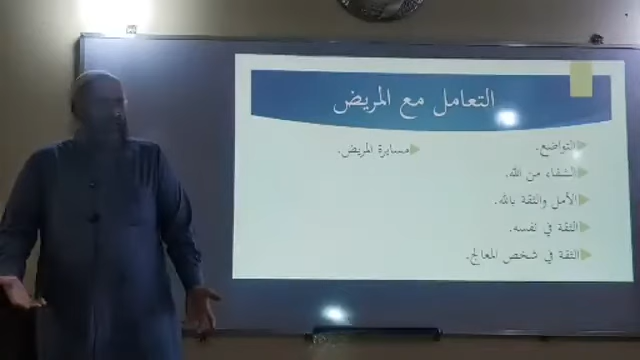 التعامل مع المريض
التواضع.
الشفاء من الله.
الأمل والثقة بالله.
الثقة في نفسه.
الثقة في شخص المعالج.
مسايرة المريض.